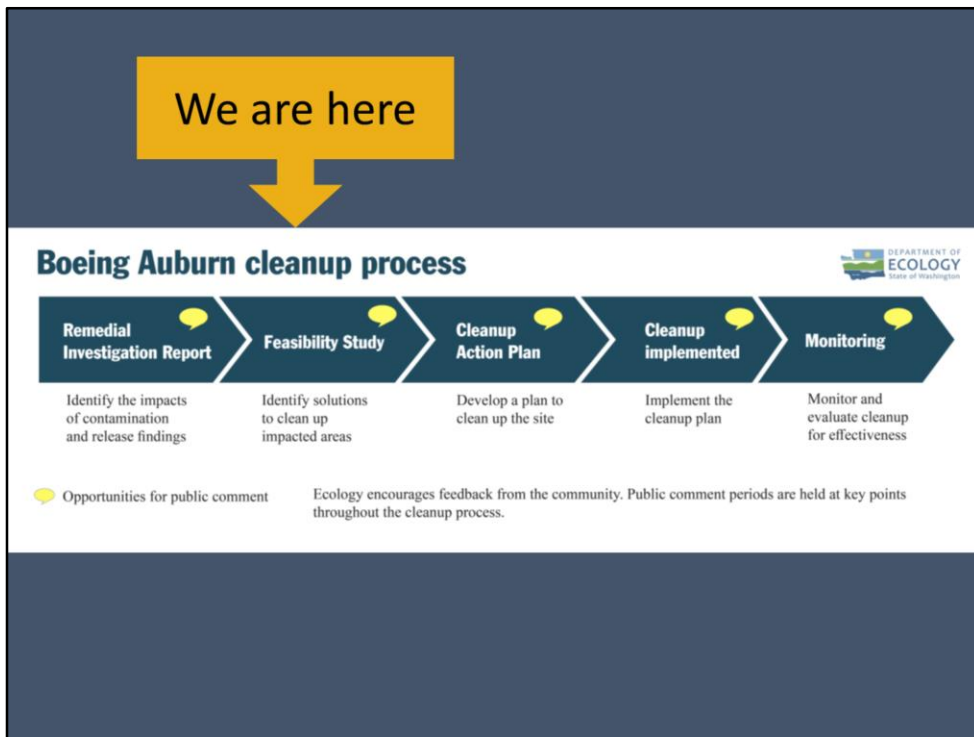 We are here
Boeing Auburn cleanup process
DEPARTMENT OF
ECOLOGY
State of Washington
Remedial
Investigation Report
Feasibility Study
Cleanup
Action Plan
Cleanup
implemented
Monitoring
Identify the impacts
of contamination
and release findings
Identify solutions
to clean up
impacted areas
Develop a plan to
clean up the site
Implement the
cleanup plan
Monitor and
evaluate cleanup
for effectiveness
Opportunities for public comment
Ecology encourages feedback from the community. Public comment periods are held at key points
throughout the cleanup process.